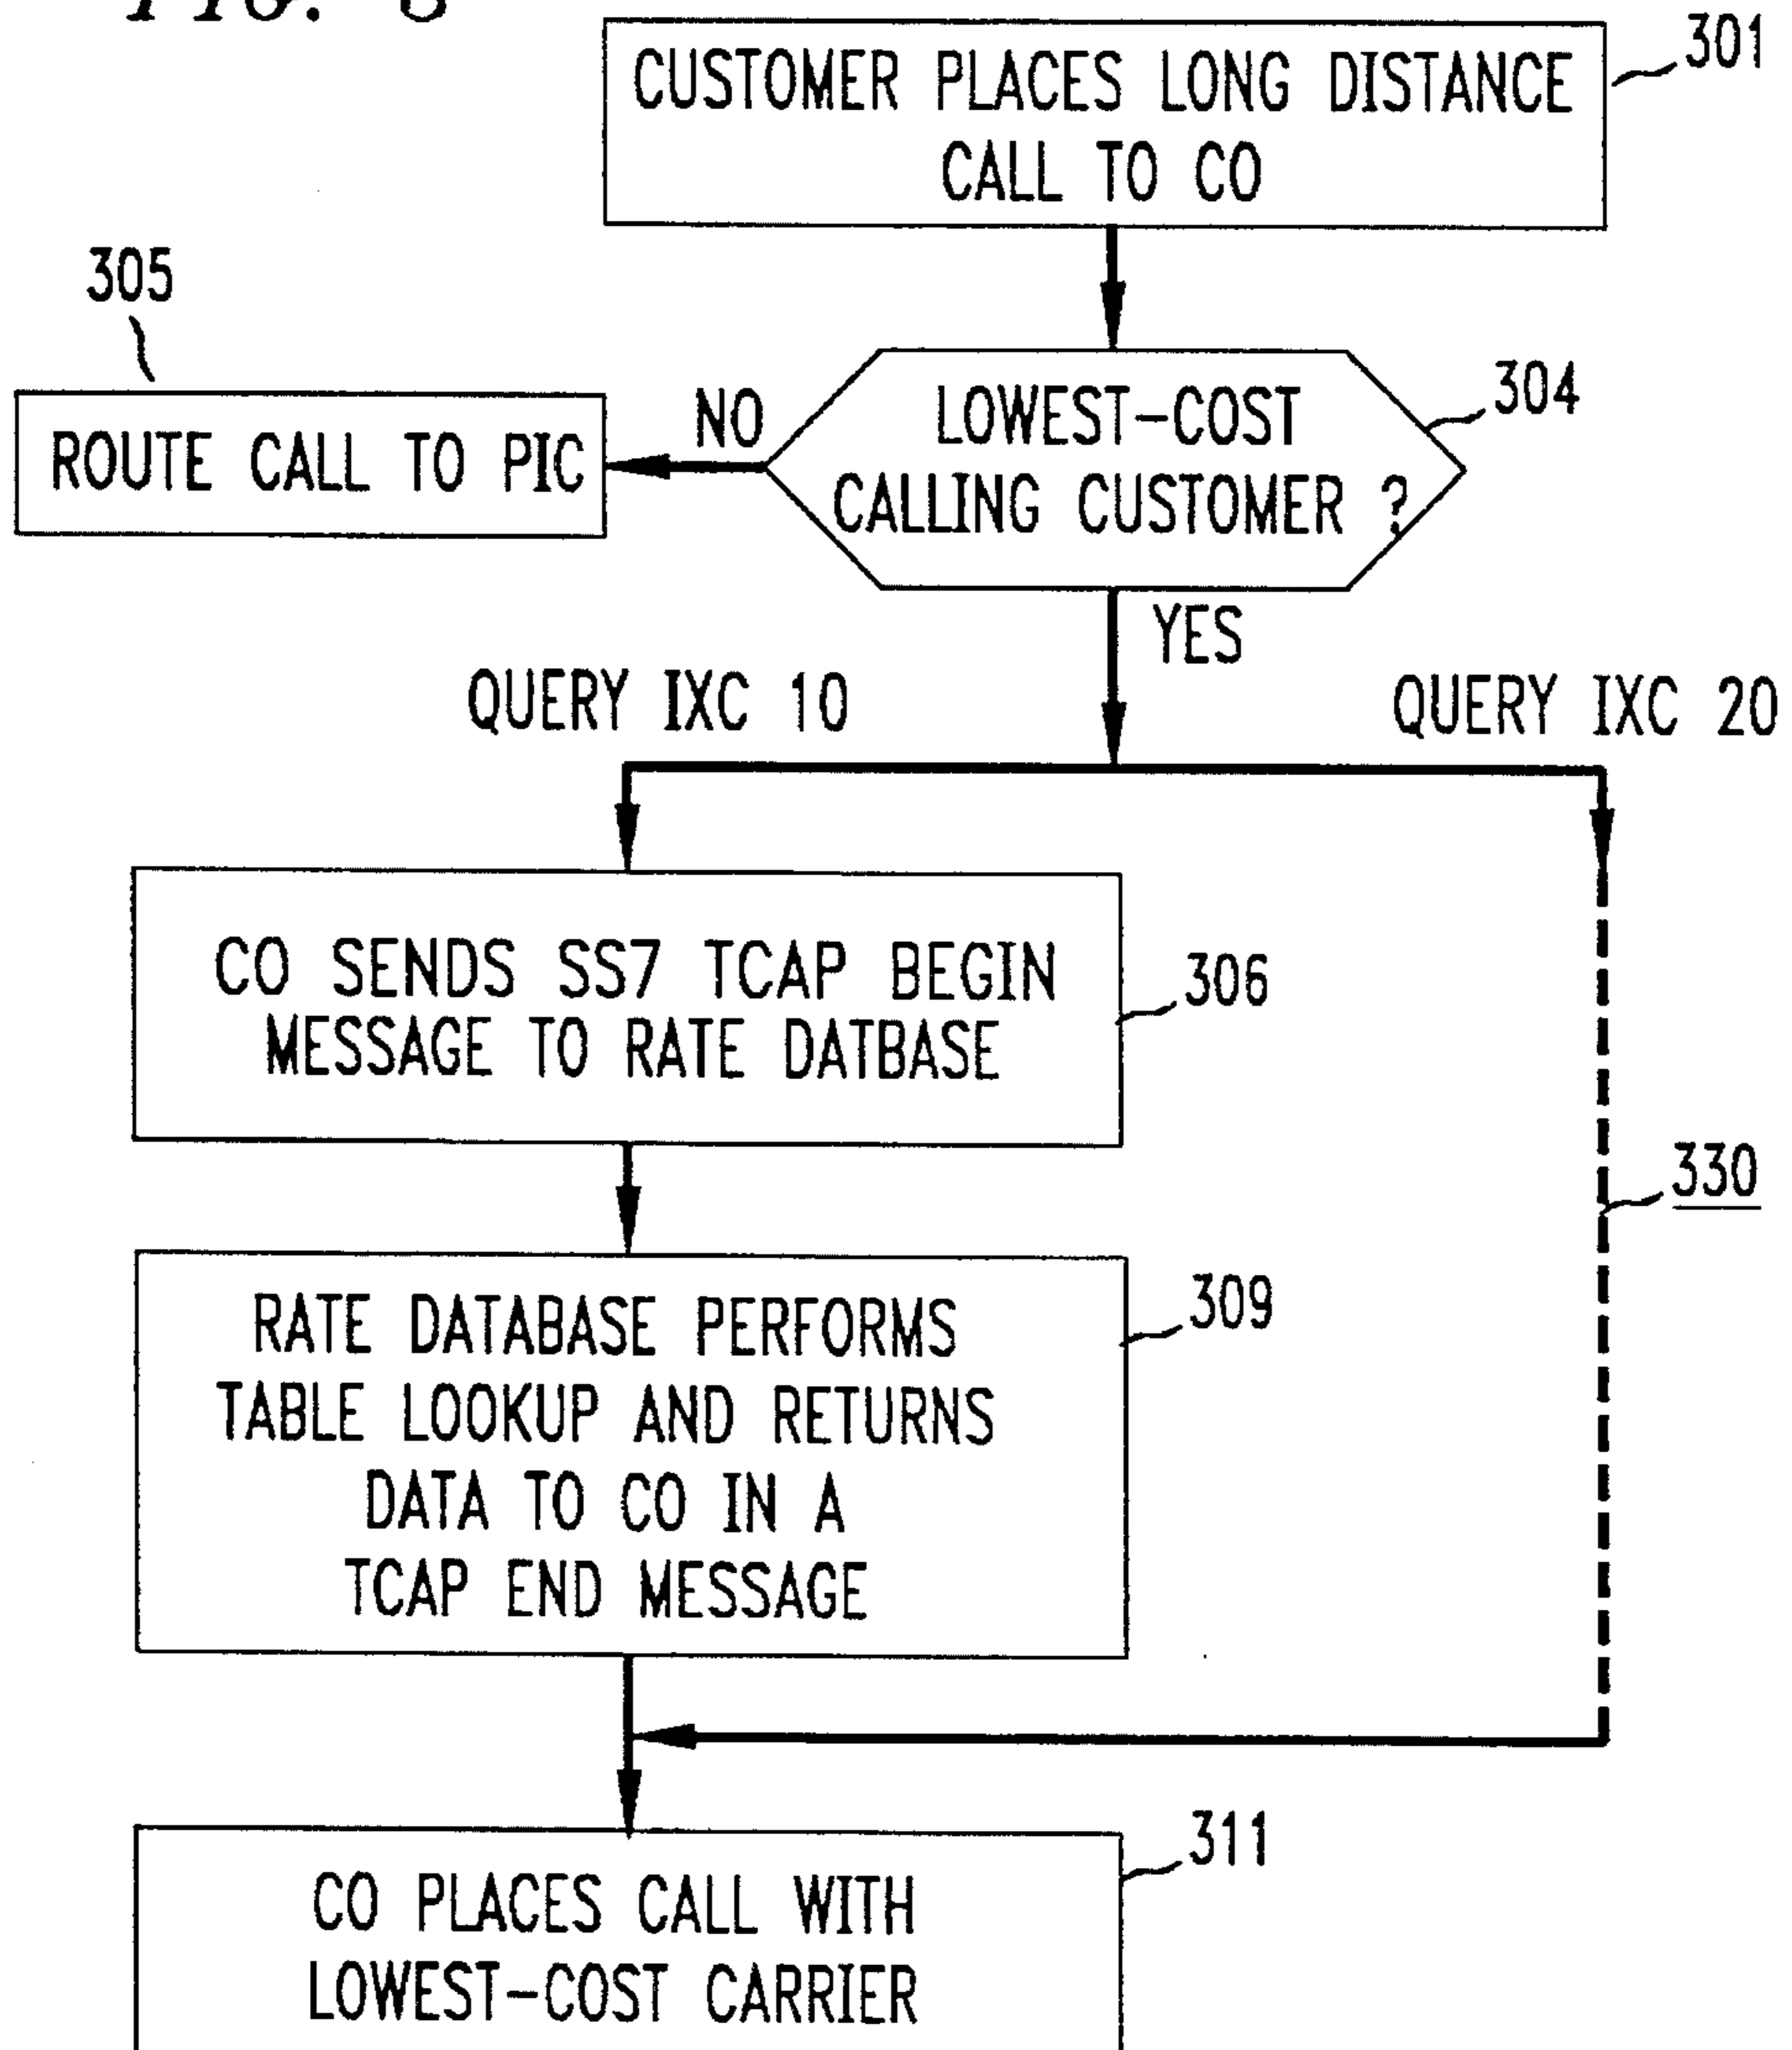 FIG. 3
CUSTOMER PLACES LONG DISTANCE
CALL TO CO
301
305
ROUTE CALL TO PIC
NO
LOWEST-COST
CALLING CUSTOMER ?
304
YES
QUERY IXC 10
QUERY IXC 20
CO SENDS SS7 TCAP BEGIN
MESSAGE TO RATE DATBASE
306
330
RATE DATABASE PERFORMS
TABLE LOOKUP AND RETURNS
DATA TO CO IN A
TCAP END MESSAGE
309
CO PLACES CALL WITH
LOWEST-COST CARRIER
311